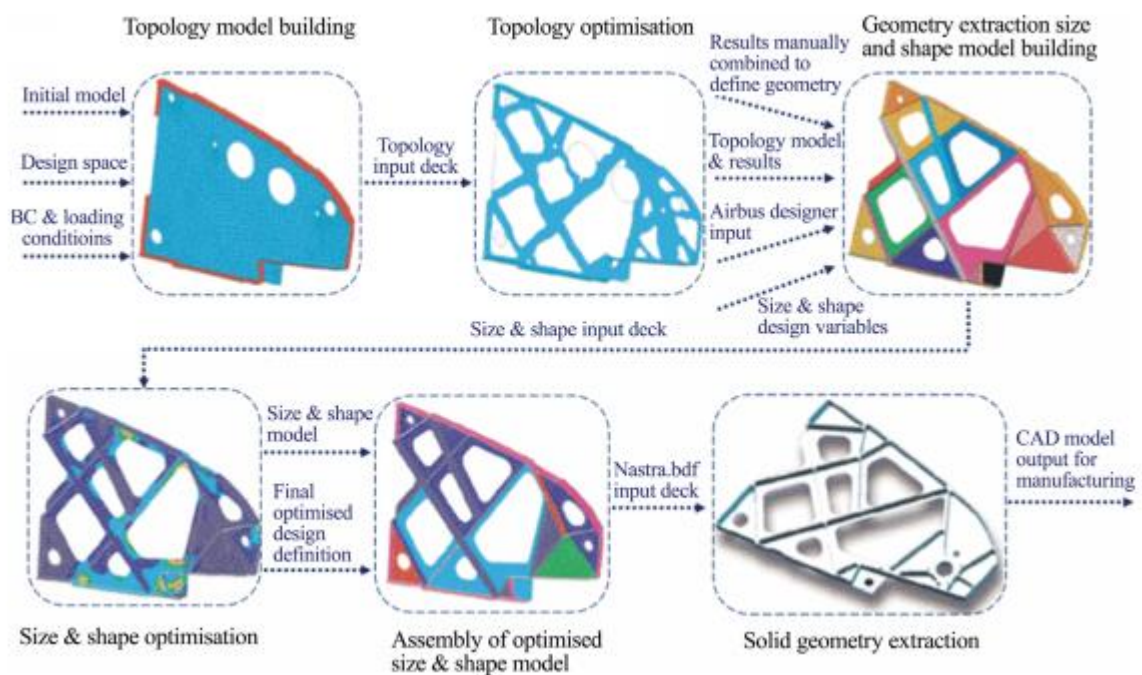 Topology model building
Topology optimisation
Geometry extraction size
and shape model building
Results manually
combined to
define geometry
Initial model
Design space
BC & loading
conditioins
Topology
input deck
Topology model
& results
Airbus designer
input
Size & shape
design variables
Size & shape input deck
Size & shape
model
Final
optimised
design
definition
Nastra.bdf
input deck
CAD model
output for
manufacturing
Size & shape optimisation
Assembly of optimised
size & shape model
Solid geometry extraction